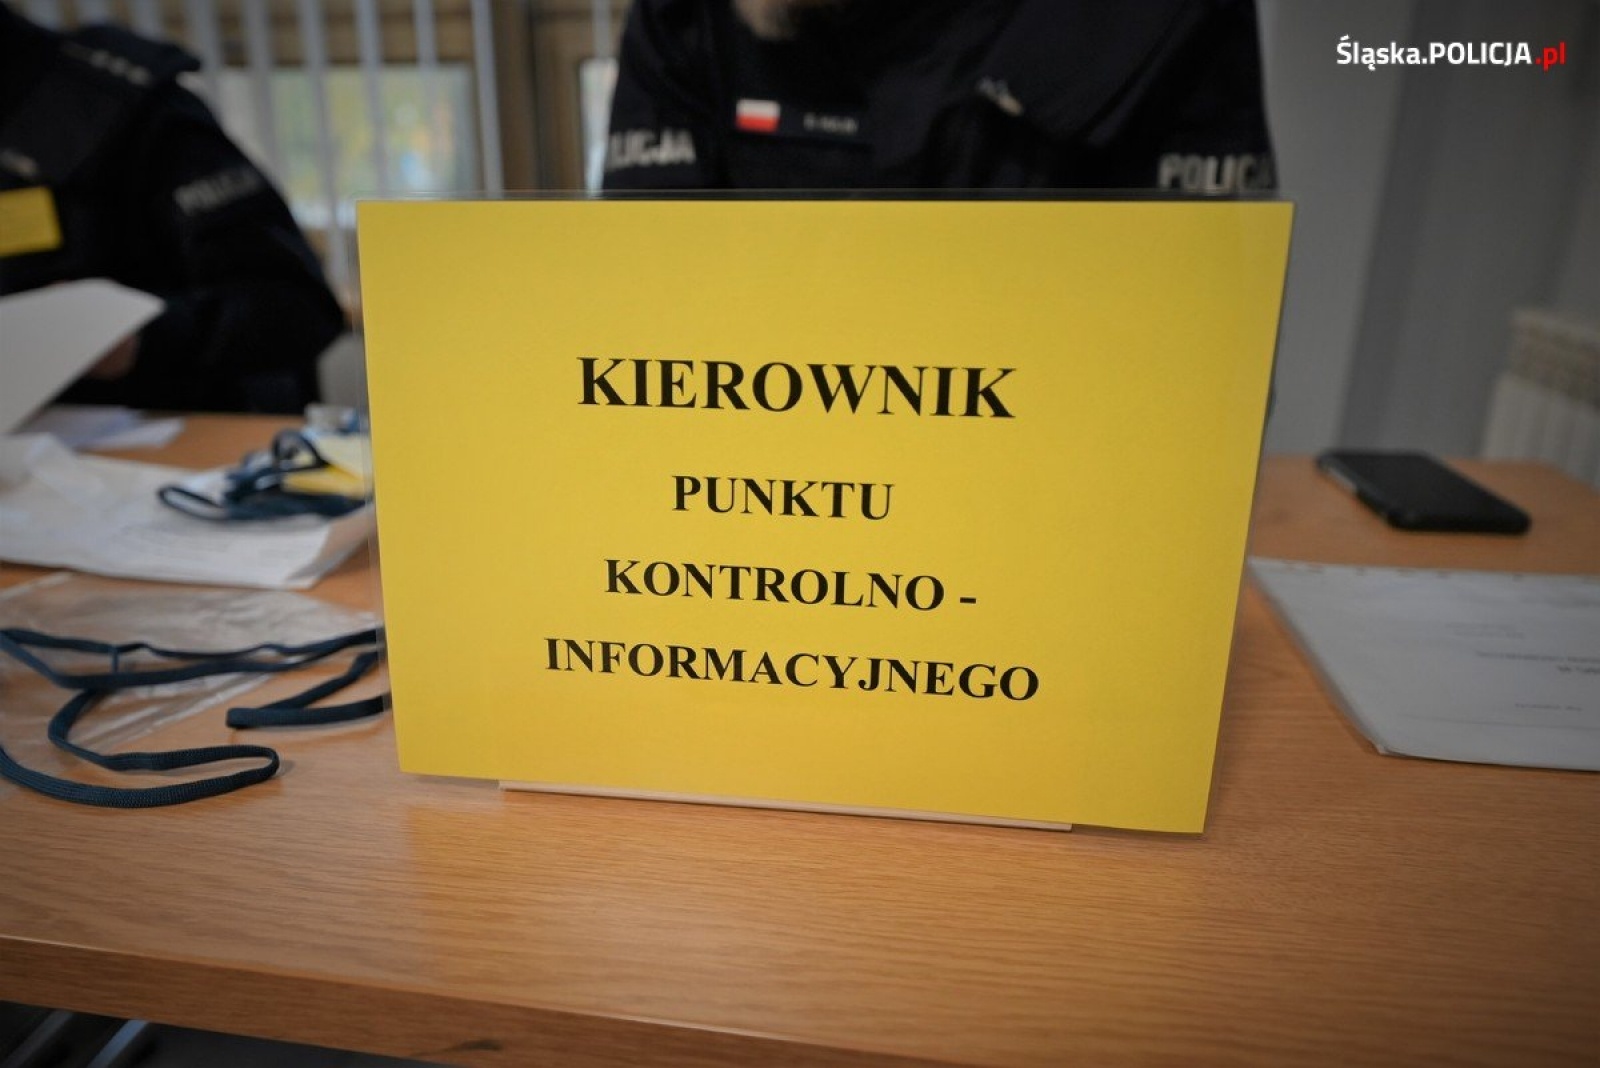 Śląska.POLICJA.pl
POLICJA
POLICJA
KIEROWNIK
PUNKTU
KONTROLNO -
INFORMACYJNEGO